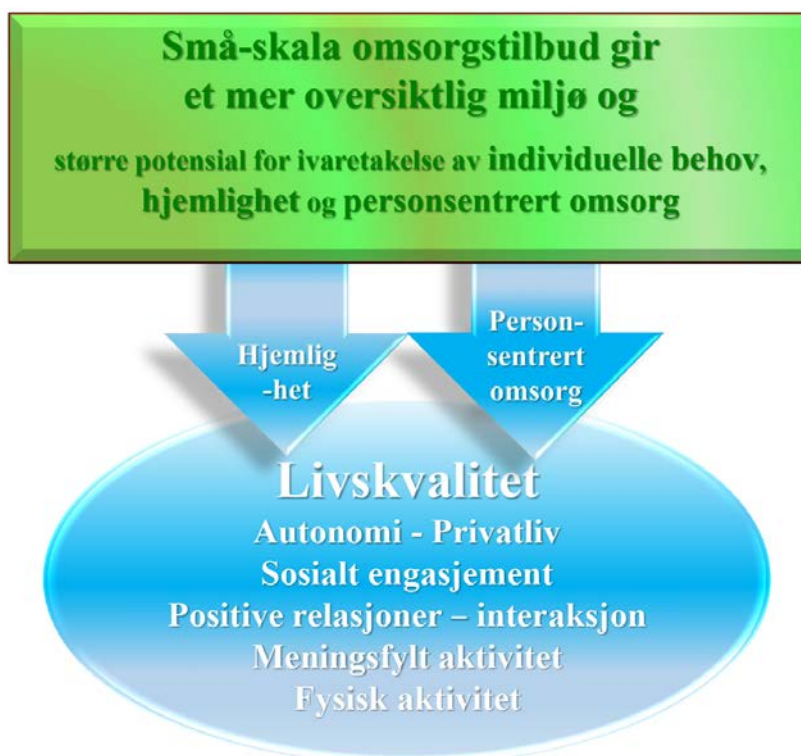 Små-skala omsorgstilbud gir
et mer oversiktlig miljø og
større potensial for ivaretakelse av individuelle behov,
hjemlighet og personsentrert omsorg
Hjemlig
-het
Person-
sentrert
omsorg
Livskvalitet
Autonomi - Privatliv
Sosialt engasjement
Positive relasjoner – interaksjon
Meningsfylt aktivitet
Fysisk aktivitet